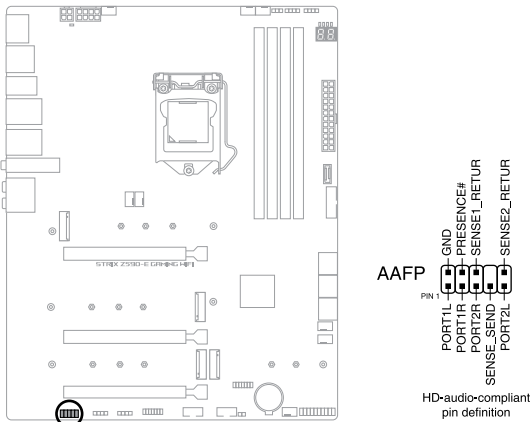 STRIX Z590-E GAMING WIFI
AAFP
PIN 1
GND
PRESENCE#
SENSE1_RETUR
SENSE2_RETUR
PORT1L
PORT1R
PORT2R
SENSE_SEND
PORT2L
HD-audio-compliant
pin definition